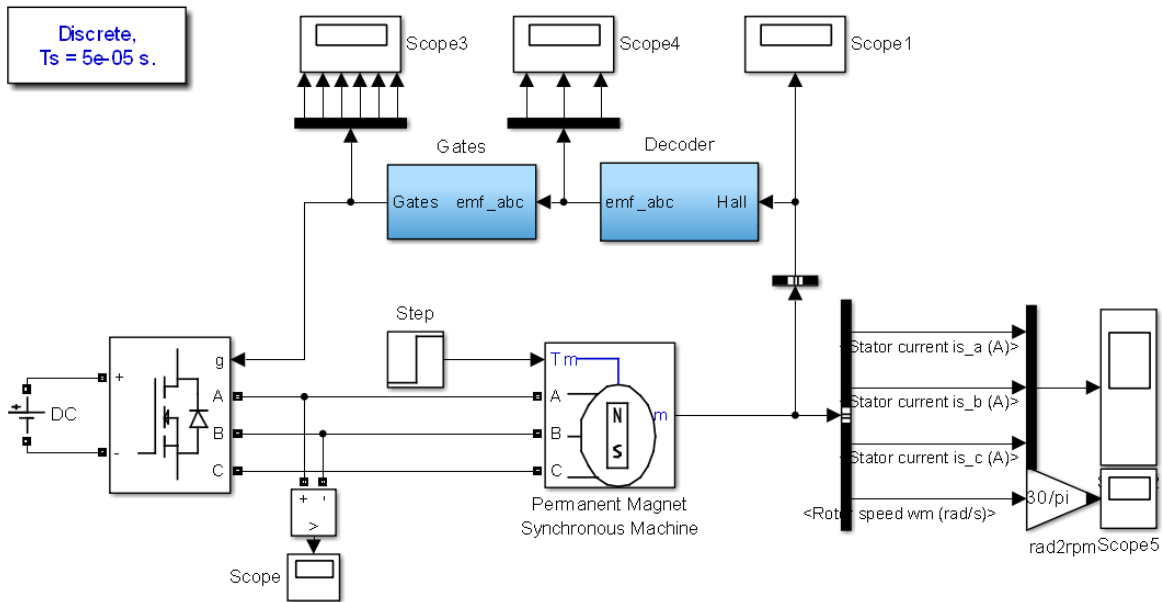 Discrete,
Ts = 5e-05 s.
Scope3
Scope4
Scope1
Gates
Decoder
Gates emf_abc
emf_abc Hall
Step
g
A
B
C
+
-
DC
Tm
A
B
C
N
S
m
Permanent Magnet
Synchronous Machine
+ -
v
Scope
<Stator current is_a (A)>
<Stator current is_b (A)>
<Stator current is_c (A)>
<Rotor speed wm (rad/s)>
30/pi
rad2rpm
Scope5